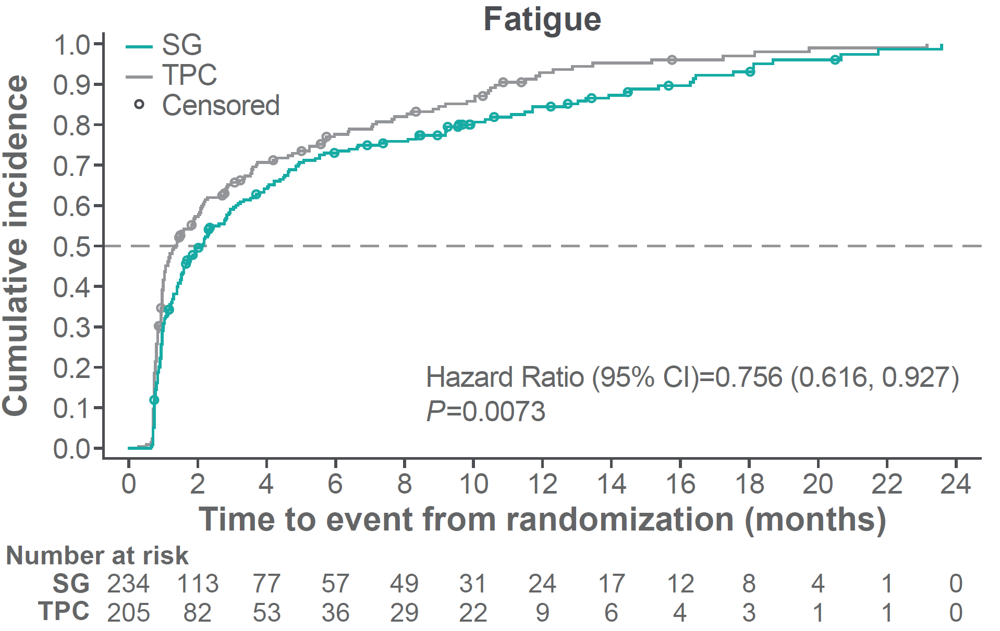 Fatigue
SG
TPC
Censored
Cumulative incidence
1.0
0.9
0.8
0.7
0.6
0.5
0.4
0.3
0.2
0.1
0.0
Hazard Ratio (95% CI)=0.756 (0.616, 0.927)
P=0.0073
0 2 4 6 8 10 12 14 16 18 20 22 24
Time to event from randomization (months)
Number at risk
SG 234 113 77 57 49 31 24 17 12 8 4 1 0
TPC 205 82 53 36 29 22 9 6 4 3 1 1 0